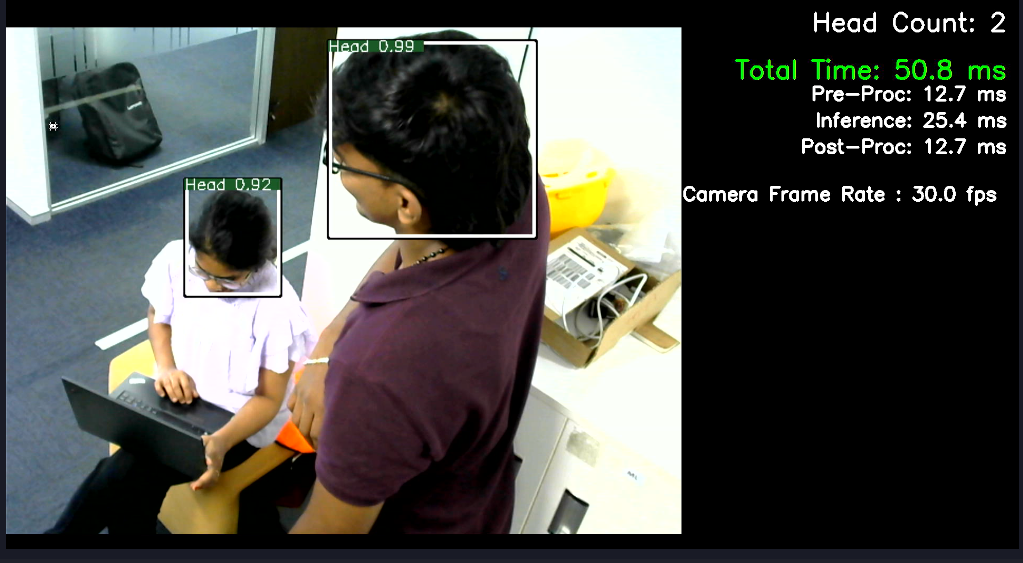 Head Count: 2
Head 0.99
Total Time: 50.8 ms
Pre-Proc: 12.7 ms
Inference: 25.4 ms
Post-Proc: 12.7 ms
Head 0.92
Camera Frame Rate : 30.0 fps